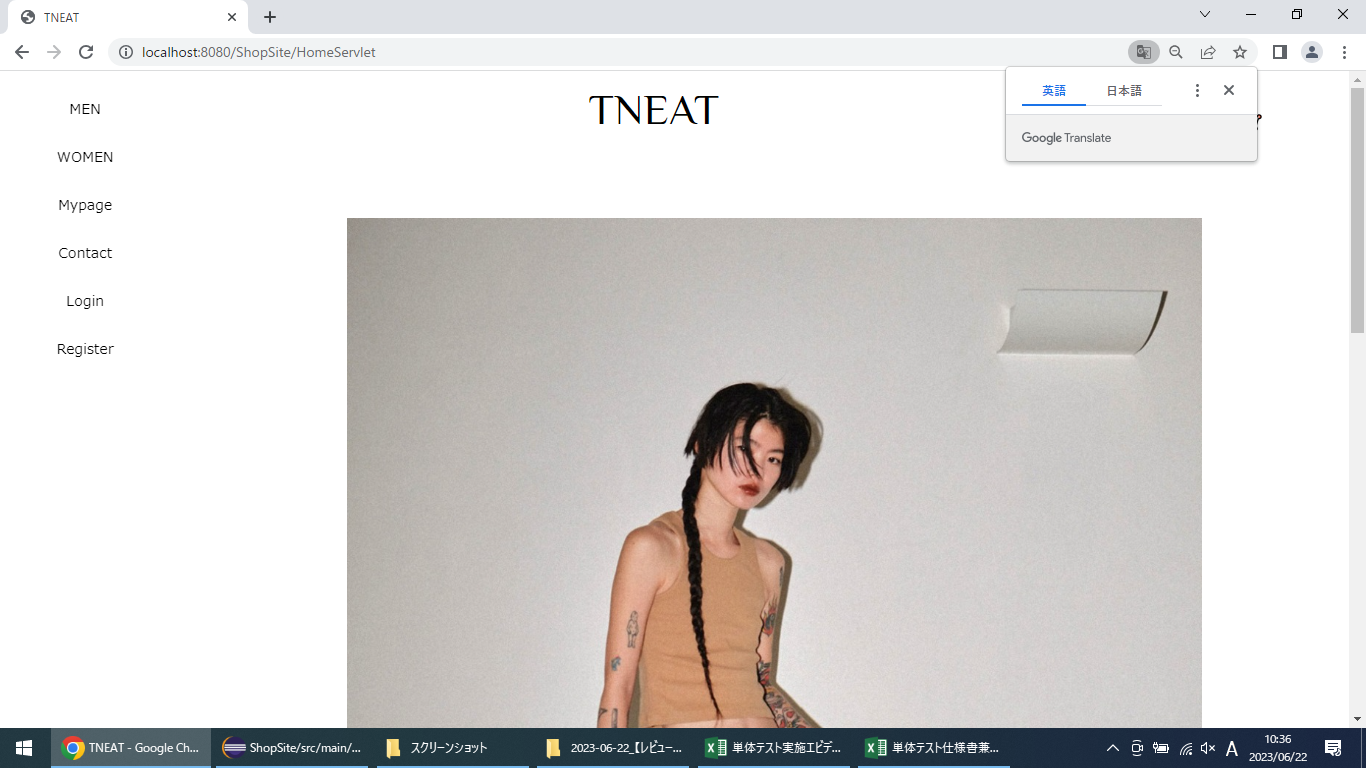 TNEAT
localhost:8080/ShopSite/HomeServlet
英語 日本語
Google Translate
TNEAT
MEN
WOMEN
Mypage
Contact
Login
Register
TNEAT - Google Ch...
ShopSite/src/main/...
スクリーンショット
2023-06-22_【レビュー...
単体テスト実施エビデ...
単体テスト仕様書兼...
A
10:36
2023/06/22